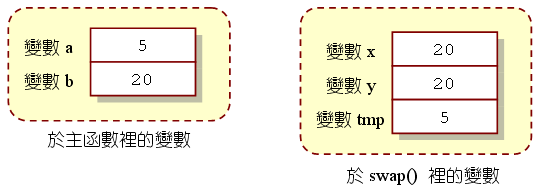 變數 a 5
變數 b 20
於主函數裡的變數
變數 x 20
變數 y 20
變數 tmp 5
於 swap() 裡的變數